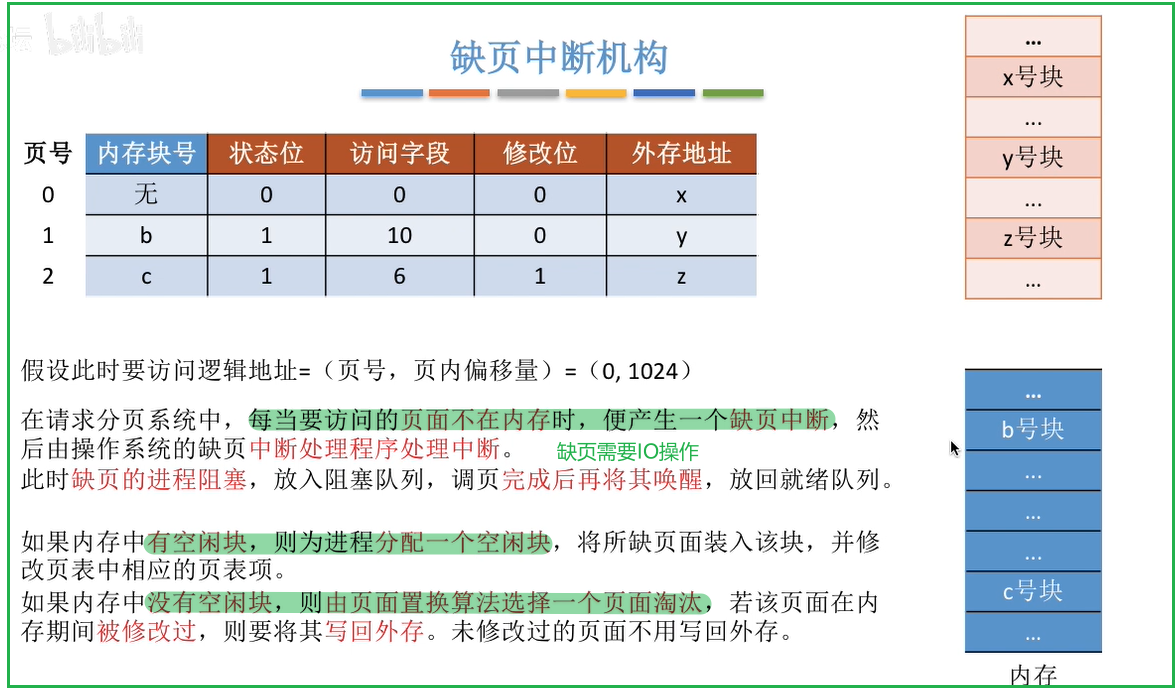 bilibili
缺页中断机构
页号 内存块号 状态位 访问字段 修改位 外存地址
0 无 0 0 0 x
1 b 1 10 0 y
2 c 1 6 1 z
...
x号块
...
y号块
...
z号块
...
假设此时要访问逻辑地址=（页号，页内偏移量）=（0, 1024）
在请求分页系统中，每当要访问的页面不在内存时，便产生一个缺页中断，然
后由操作系统的缺页中断处理程序处理中断。
缺页需要IO操作
此时缺页的进程阻塞，放入阻塞队列，调页完成后再将其唤醒，放回就绪队列。
如果内存中有空闲块，则为进程分配一个空闲块，将所缺页面装入该块，并修
改页表中相应的页表项。
如果内存中没有空闲块，则由页面置换算法选择一个页面淘汰，若该页面在内
存期间被修改过，则要将其写回外存。未修改过的页面不用写回外存。
...
b号块
...
...
...
c号块
...
内存